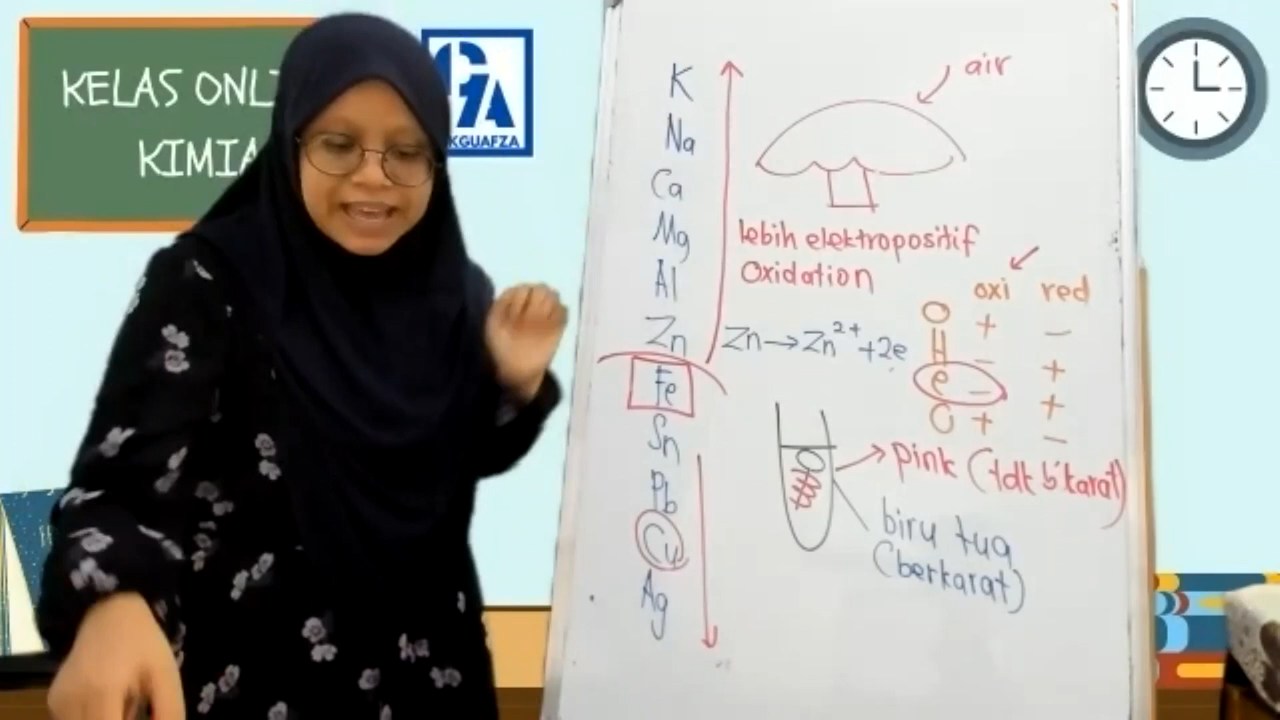 KELAS ONLI
KIMIA
KGUAFZA
K
Na
Ca
Mg
Al
Zn
Fe
Sn
Pb
Cu
Ag
air
lebih elektropositif
Oxidation
Zn → Zn²⁺ + 2e
oxi red
O + -
H - +
e - +
O + -
pink (tdk b'karat)
biru tua
(berkarat)